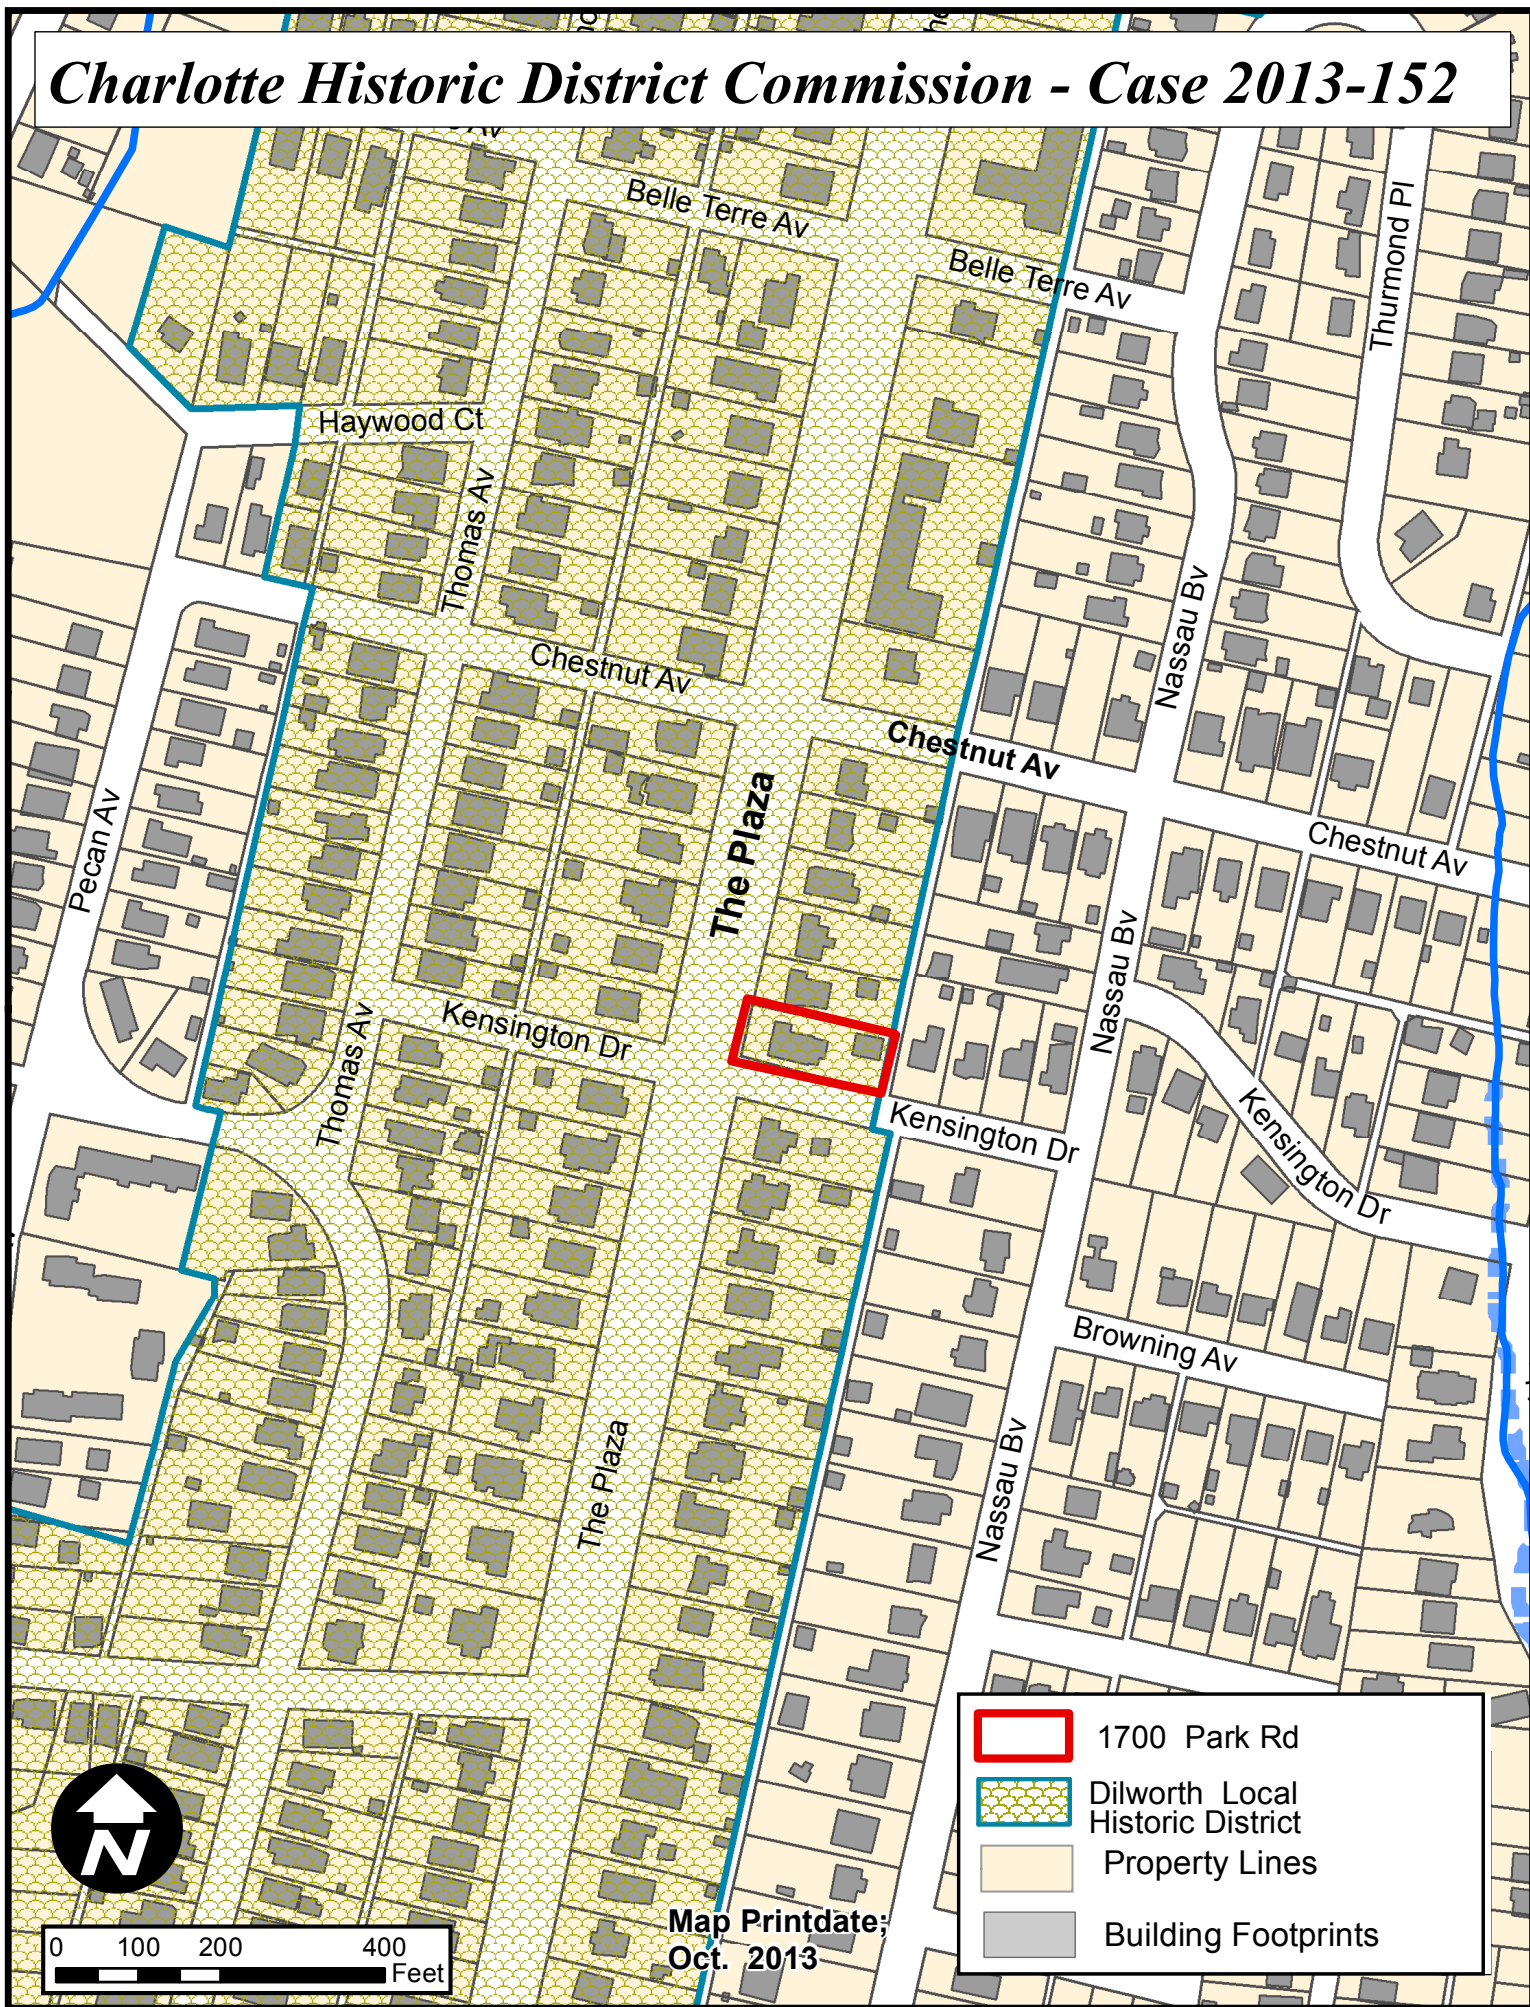 Charlotte Historic District Commission - Case 2013-152
Belle Terre Av
Belle Terre Av
Thurmond Pl
Haywood Ct
Thomas Av
Nassau Bv
Chestnut Av
Chestnut Av
The Plaza
Pecan Av
Chestnut Av
Nassau Bv
Kensington Dr
Thomas Av
Kensington Dr
Kensington Dr
Browning Av
The Plaza
Nassau Bv
1700 Park Rd
Dilworth Local
Historic District
Property Lines
Building Footprints
N
0 100 200 400
Feet
Map Printdate;
Oct. 2013